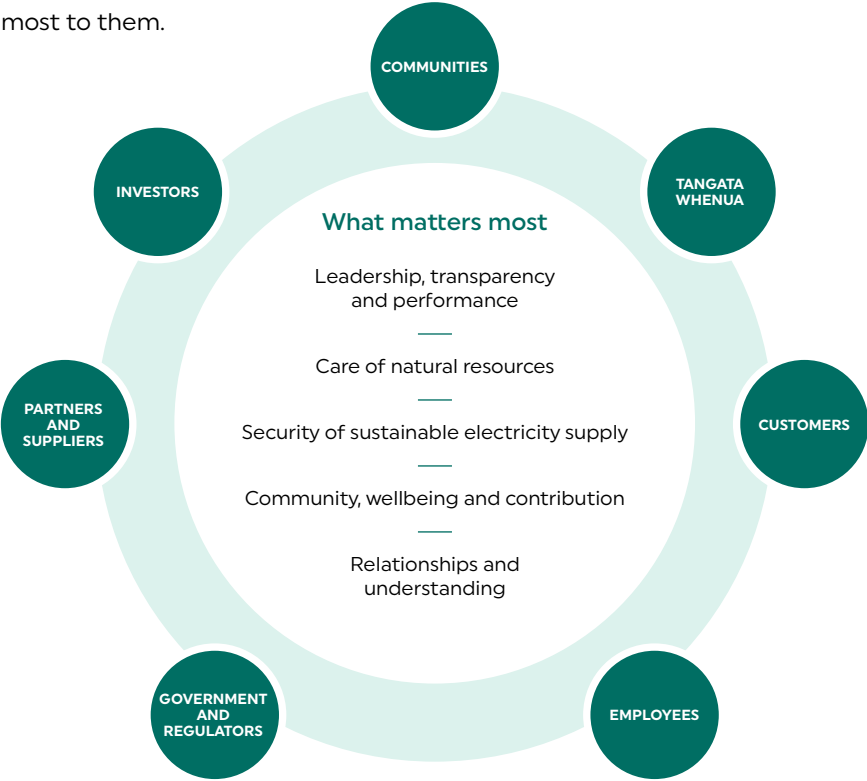 most to them.
COMMUNITIES
INVESTORS
TANGATA
WHENUA
What matters most
Leadership, transparency
and performance
Care of natural resources
PARTNERS
AND
SUPPLIERS
CUSTOMERS
Security of sustainable electricity supply
Community, wellbeing and contribution
Relationships and
understanding
GOVERNMENT
AND
REGULATORS
EMPLOYEES